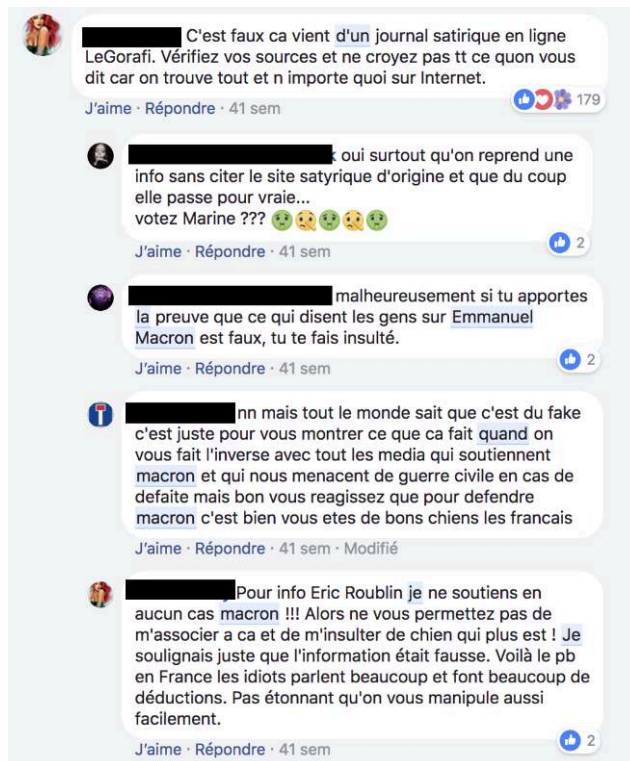 C'est faux ca vient d'un journal satirique en ligne
LeGorafi. Vérifiez vos sources et ne croyez pas tt ce quon vous
dit car on trouve tout et n importe quoi sur Internet.
179
J'aime · Répondre · 41 sem
oui surtout qu'on reprend une
info sans citer le site satyrique d'origine et que du coup
elle passe pour vraie...
votez Marine ??? 🤢😢🤢😢🤢
2
J'aime · Répondre · 41 sem
malheureusement si tu apportes
la preuve que ce qui disent les gens sur Emmanuel
Macron est faux, tu te fais insulté.
2
J'aime · Répondre · 41 sem
nn mais tout le monde sait que c'est du fake
c'est juste pour vous montrer ce que ca fait quand on
vous fait l'inverse avec tout les media qui soutiennent
macron et qui nous menacent de guerre civile en cas de
defaite mais bon vous reagissez que pour defendre
macron c'est bien vous etes de bons chiens les francais
J'aime · Répondre · 41 sem · Modifié
Pour info Eric Roublin je ne soutiens en
aucun cas macron !!! Alors ne vous permettez pas de
m'associer a ca et de m'insulter de chien qui plus est ! Je
soulignais juste que l'information était fausse. Voilà le pb
en France les idiots parlent beaucoup et font beaucoup de
déductions. Pas étonnant qu'on vous manipule aussi
facilement.
2
J'aime · Répondre · 41 sem